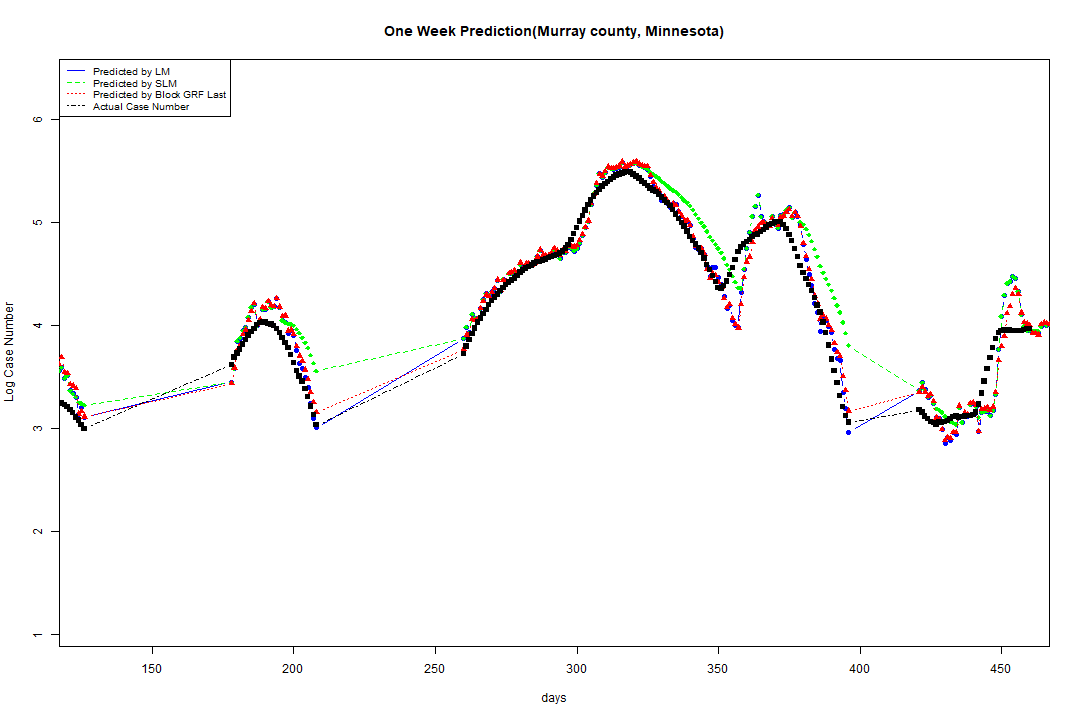 One Week Prediction(Murray county, Minnesota)
Predicted by LM
Predicted by SLM
Predicted by Block GRF Last
Actual Case Number
6
5
4
3
2
1
Log Case Number
150 200 250 300 350 400 450
days